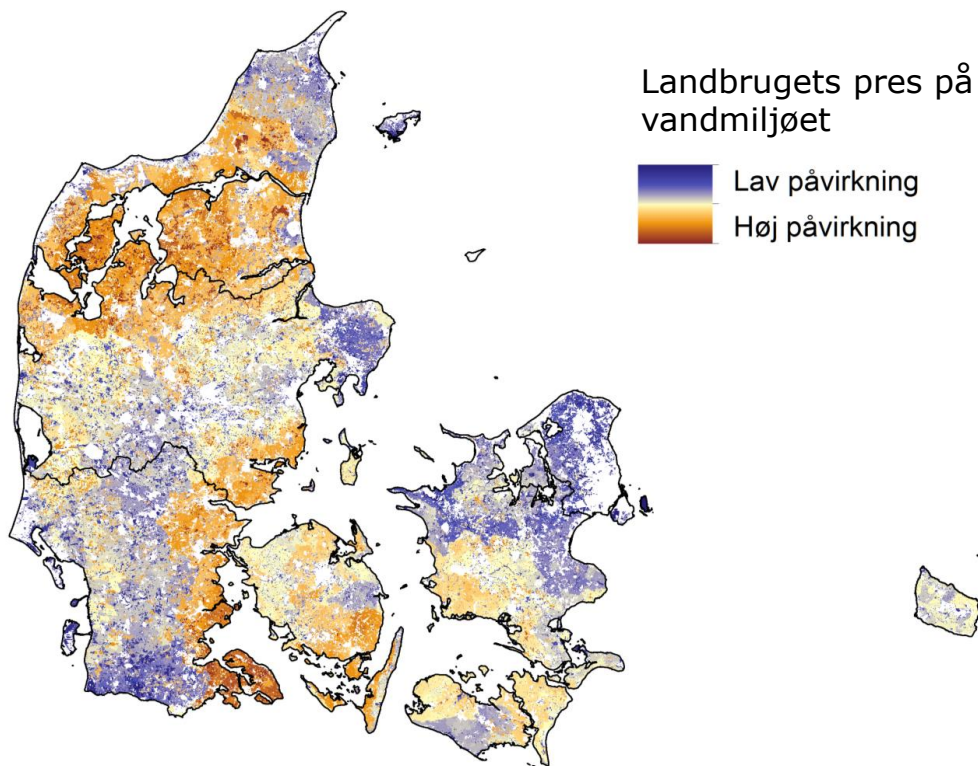 Landbrugets pres på
vandmiljøet
Lav påvirkning
Høj påvirkning